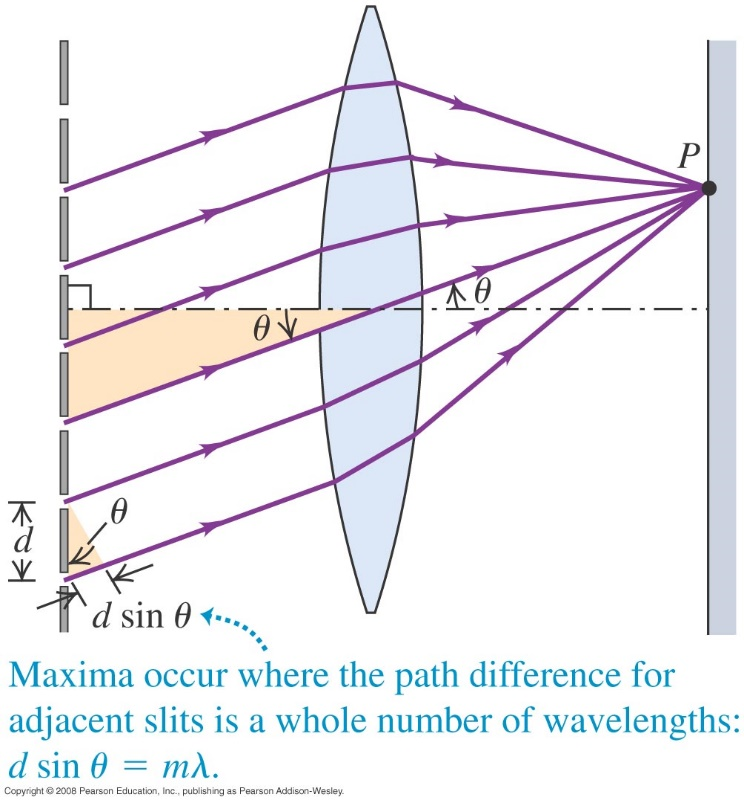 P
θ
θ
θ
d
d sin θ
Maxima occur where the path difference for
adjacent slits is a whole number of wavelengths:
d sin θ = mλ.
Copyright © 2008 Pearson Education, Inc., publishing as Pearson Addison-Wesley.